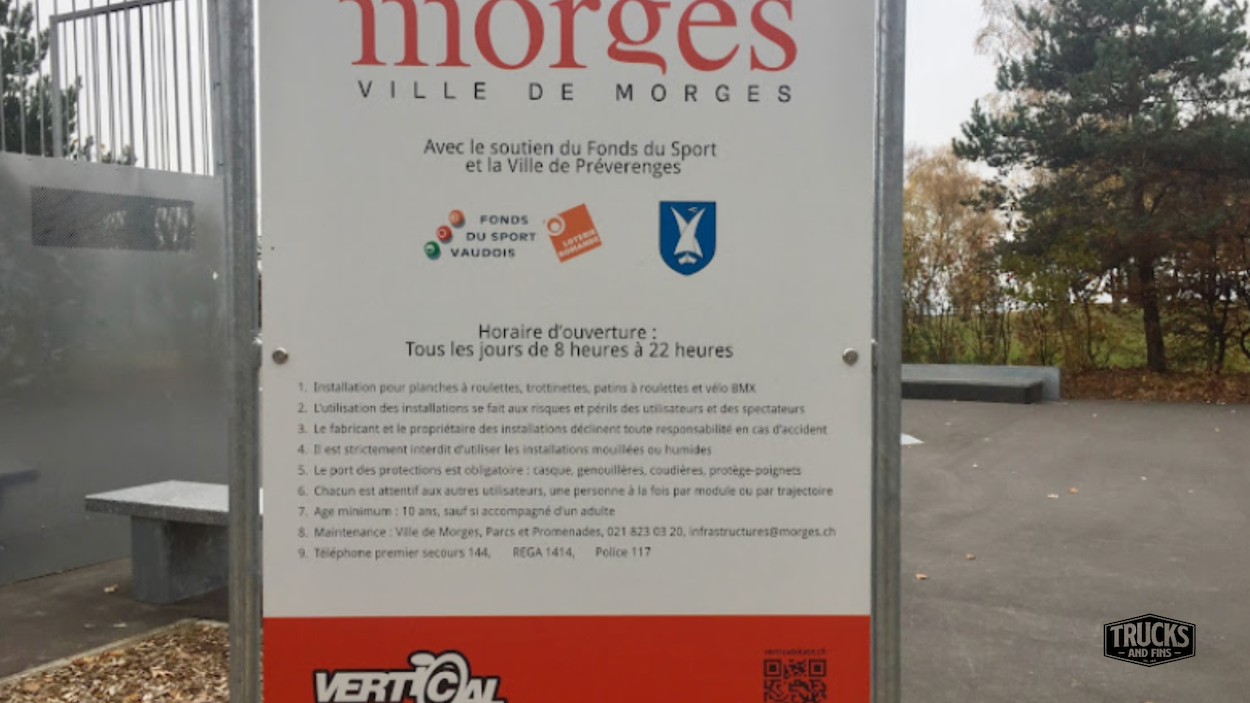 morges
VILLE DE MORGES
Avec le soutien du Fonds du Sport
et la Ville de Préverenges
FONDS
DU SPORT
VAUDOIS
LOTERIE
ROMANDE
Horaire d'ouverture :
Tous les jours de 8 heures à 22 heures
1. Installation pour planches à roulettes, trottinettes, patins à roulettes et vélo BMX
2. L'utilisation des installations se fait aux risques et périls des utilisateurs et des spectateurs
3. Le fabricant et le propriétaire des installations déclinent toute responsabilité en cas d'accident
4. Il est strictement interdit d'utiliser les installations mouillées ou humides
5. Le port des protections est obligatoire : casque, genouillères, coudières, protège-poignets
6. Chacun est attentif aux autres utilisateurs, une personne à la fois par module ou par trajectoire
7. Age minimum : 10 ans, sauf si accompagné d'un adulte
8. Maintenance : Ville de Morges, Parcs et Promenades, 021 823 03 20, infrastructures@morges.ch
9. Téléphone premier secours 144, REGA 1414, Police 117
VERTICAL
TRUCKS
AND FINS